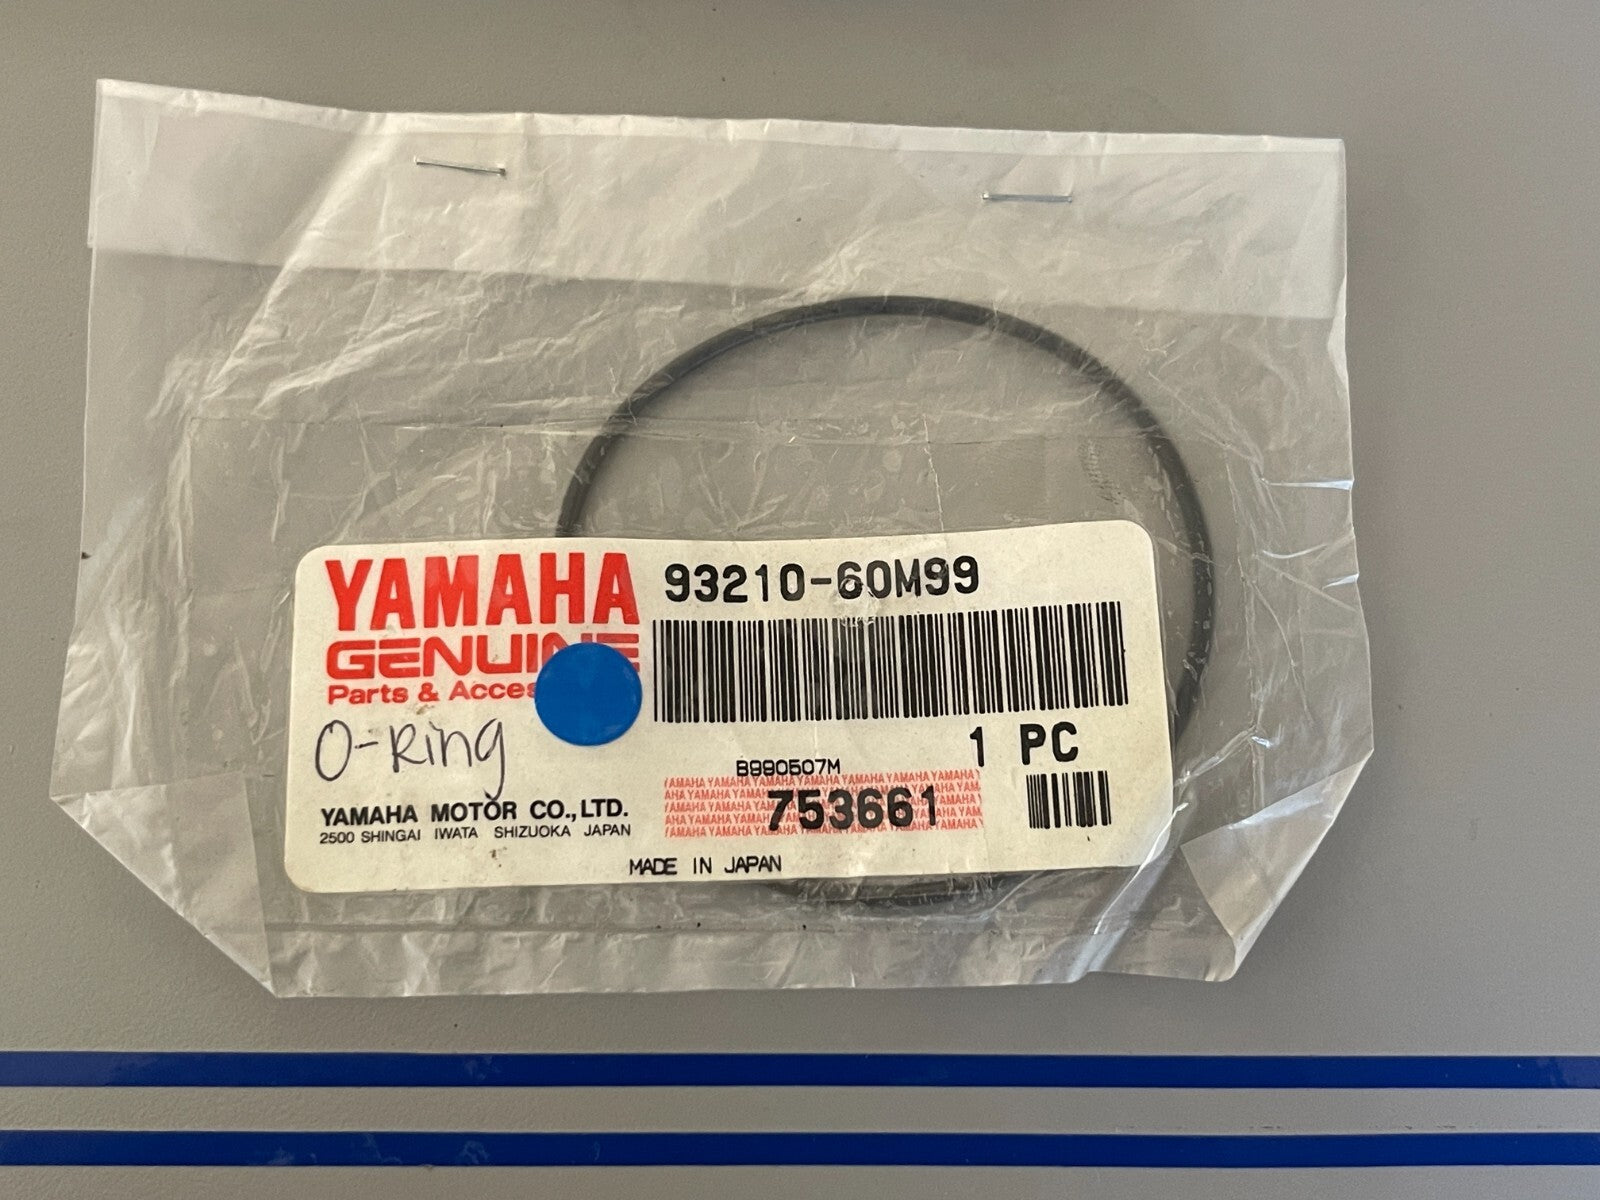 YAMAHA
GENUINE
Parts & Acces
O-Ring
YAMAHA MOTOR CO., LTD.
2500 SHINGAI IWATA SHIZUOKA JAPAN
93210-60M99
1 PC
B990507M
753661
MADE IN JAPAN